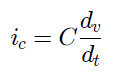 i_c = C \frac{d_v}{d_t}